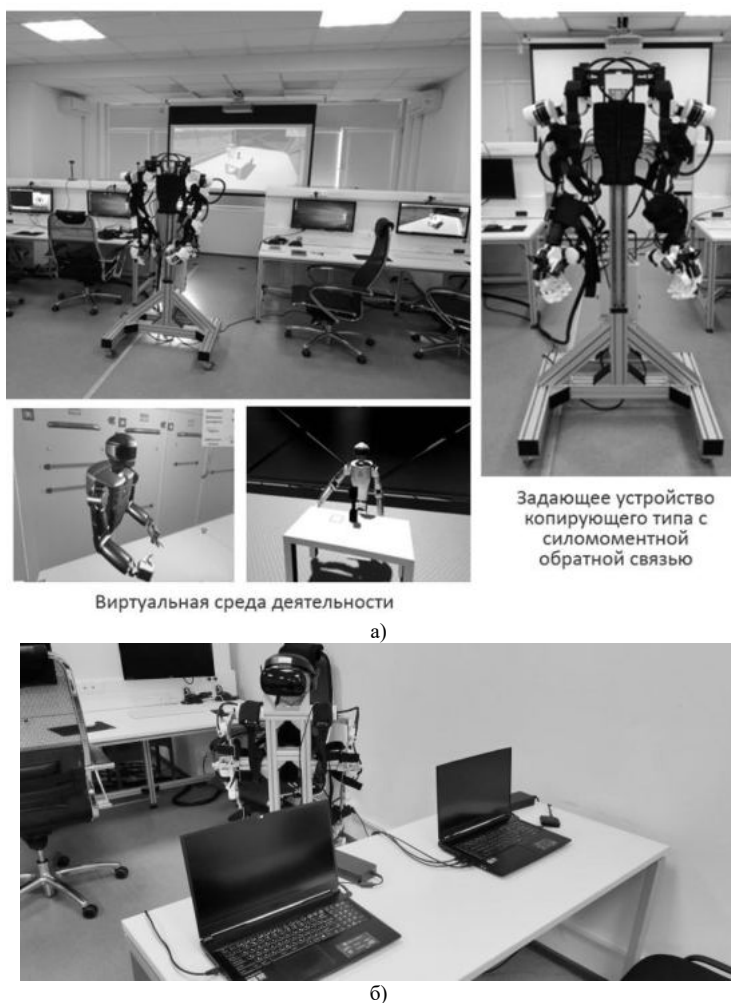 Задающее устройство
копирующего типа с
силомоментной
обратной связью
Виртуальная среда деятельности
а)
б)